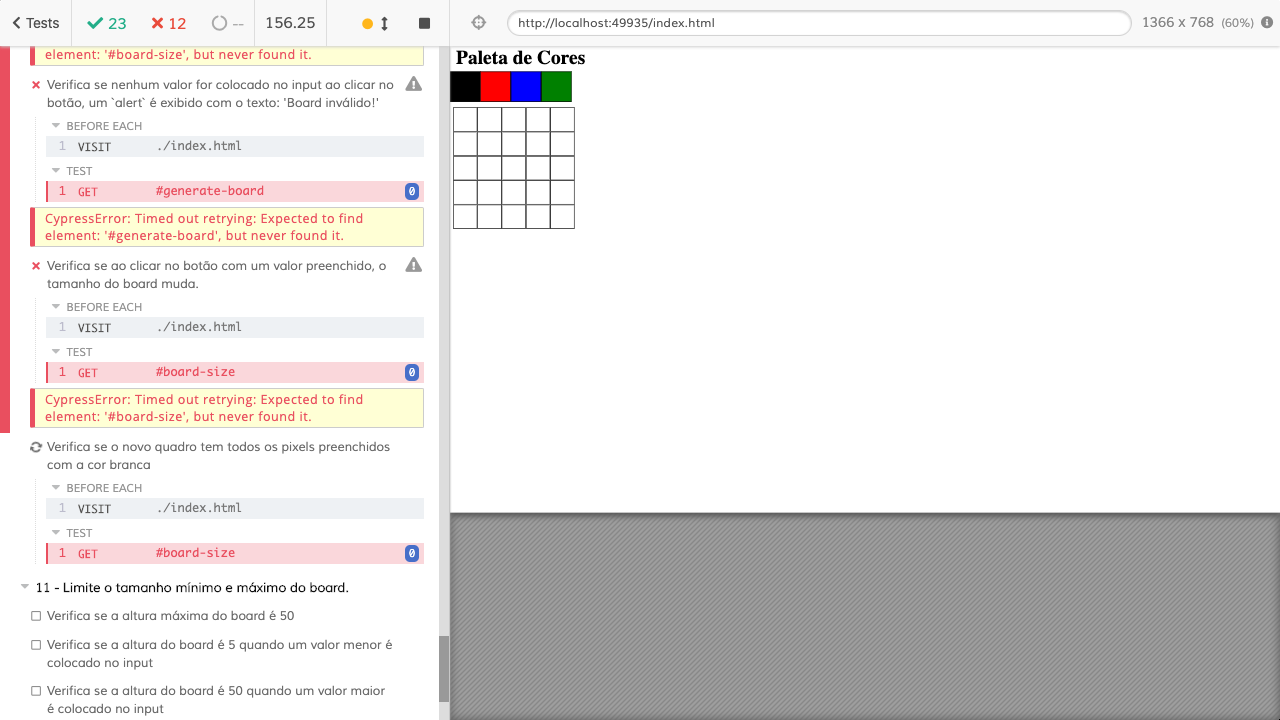 Tests
23
12
--
156.25
http://localhost:49935/index.html
1366 x 768 (60%)
element: '#board-size', but never found it.
Verifica se nenhum valor for colocado no input ao clicar no
botão, um `alert` é exibido com o texto: 'Board inválido!'
BEFORE EACH
1 VISIT ./index.html
TEST
1 GET #generate-board 0
CypressError: Timed out retrying: Expected to find
element: '#generate-board', but never found it.
Verifica se ao clicar no botão com um valor preenchido, o
tamanho do board muda.
BEFORE EACH
1 VISIT ./index.html
TEST
1 GET #board-size 0
CypressError: Timed out retrying: Expected to find
element: '#board-size', but never found it.
Verifica se o novo quadro tem todos os pixels preenchidos
com a cor branca
BEFORE EACH
1 VISIT ./index.html
TEST
1 GET #board-size 0
11 - Limite o tamanho mínimo e máximo do board.
Verifica se a altura máxima do board é 50
Verifica se a altura do board é 5 quando um valor menor é
colocado no input
Verifica se a altura do board é 50 quando um valor maior
é colocado no input
Paleta de Cores